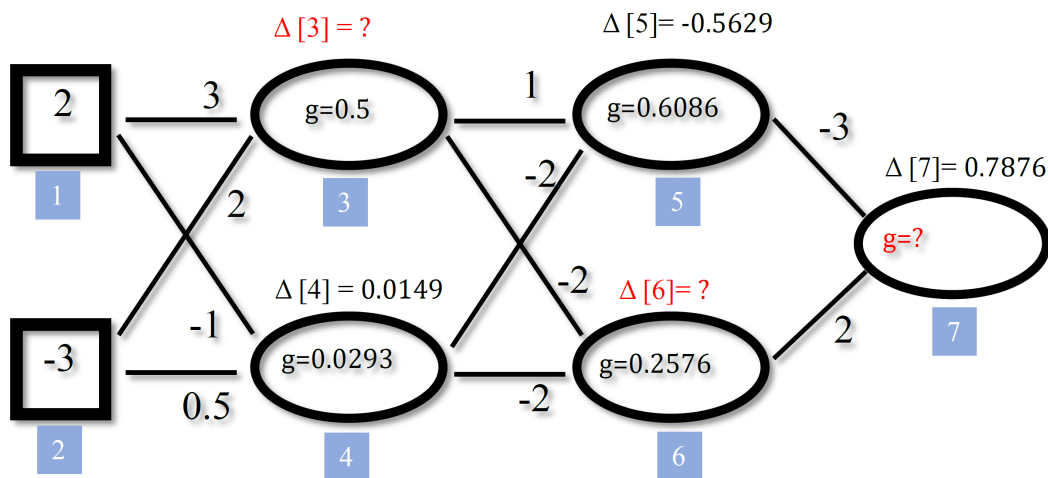 Δ [3] = ?
Δ [5]= -0.5629
2
3
g=0.5
1
g=0.6086
-3
1
2
3
-2
5
Δ [7]= 0.7876
g=?
Δ [4] = 0.0149
Δ [6]= ?
-3
-1
g=0.0293
-2
g=0.2576
2
7
0.5
-2
2
4
6